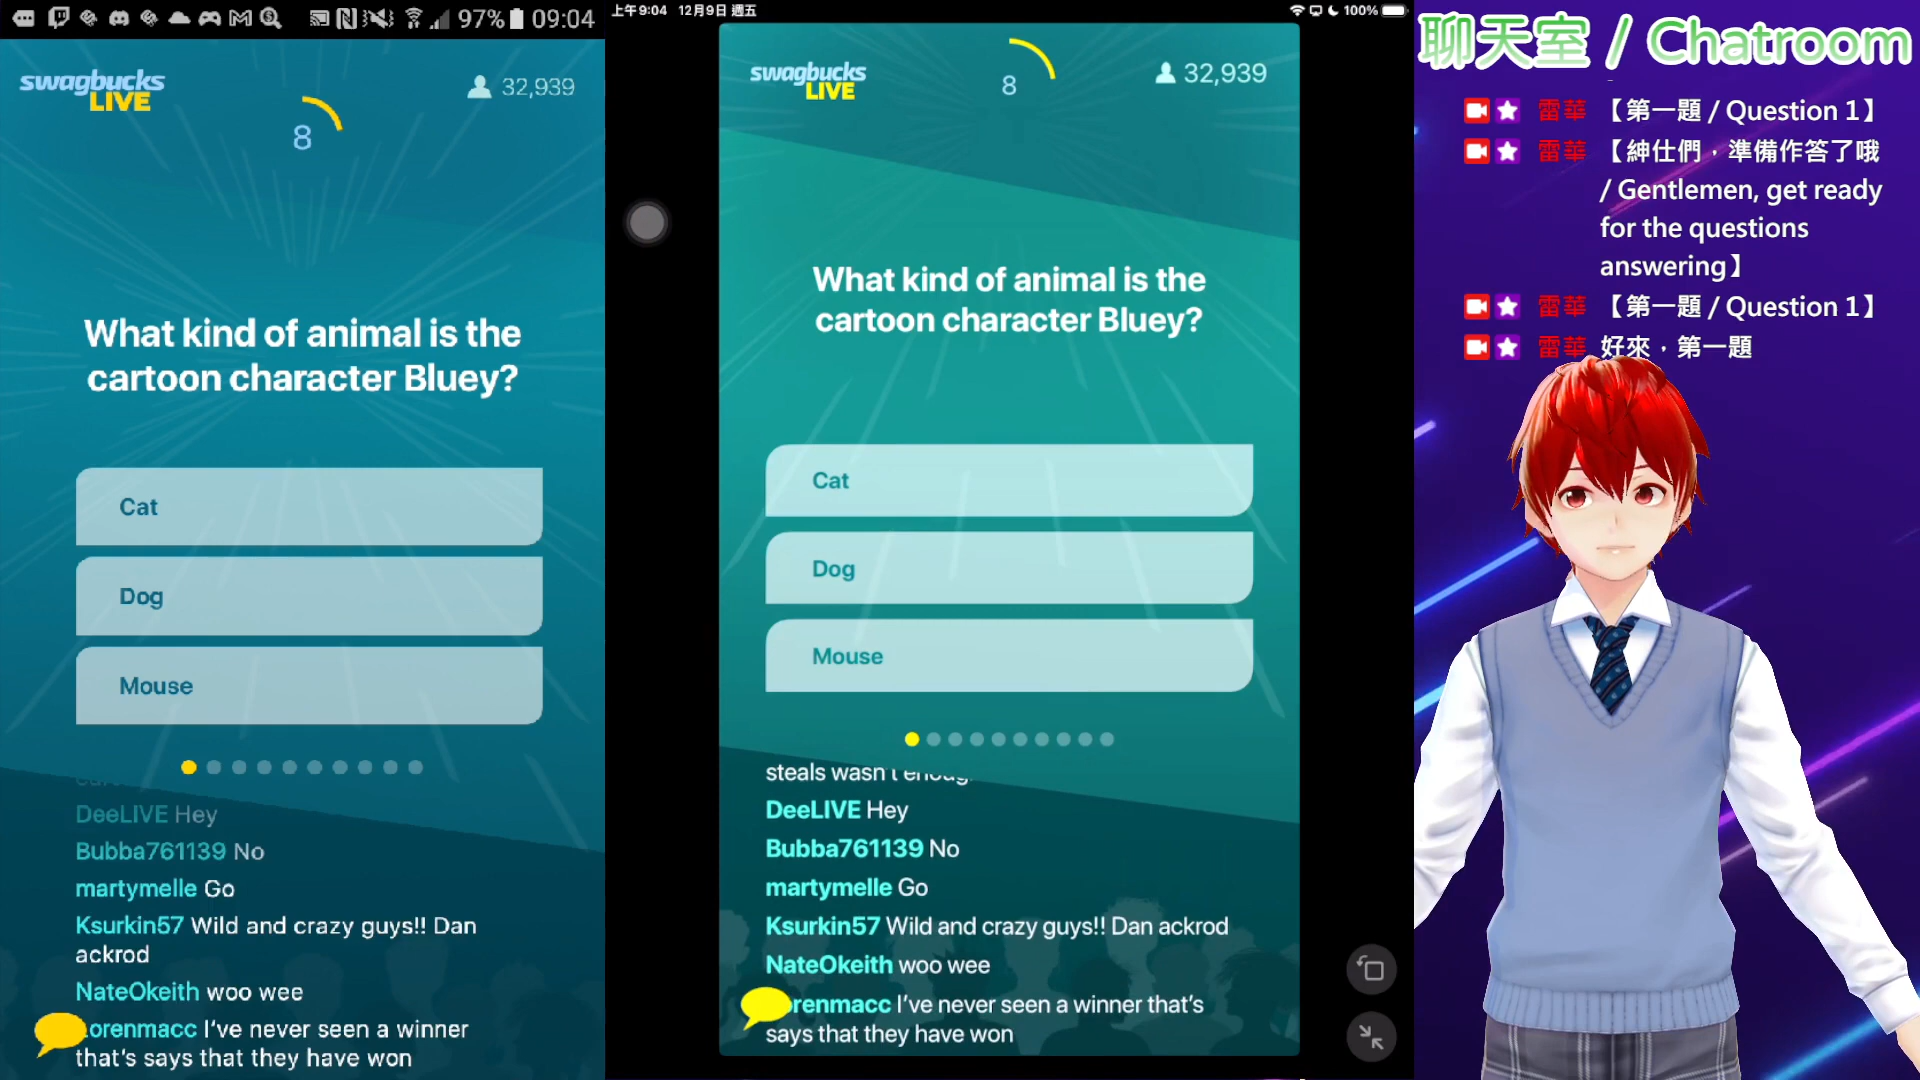 97% 09:04
swagbucks
LIVE
32,939
8
What kind of animal is the
cartoon character Bluey?
Cat
Dog
Mouse
DeeLIVE Hey
Bubba761139 No
martymelle Go
Ksurkin57 Wild and crazy guys!! Dan
ackrod
NateOkeith woo wee
orenmacc I've never seen a winner
that's says that they have won
上午9:04 12月9日 週五
100%
swagbucks
LIVE
8
32,939
What kind of animal is the
cartoon character Bluey?
Cat
Dog
Mouse
steals wasn't enoug
DeeLIVE Hey
Bubba761139 No
martymelle Go
Ksurkin57 Wild and crazy guys!! Dan ackrod
NateOkeith woo wee
orenmacc I've never seen a winner that's
says that they have won
聊天室 / Chatroom
雷華 【第一題 / Question 1】
雷華 【紳仕們，準備作答了哦
/ Gentlemen, get ready
for the questions
answering】
雷華 【第一題 / Question 1】
雷華 好來，第一題